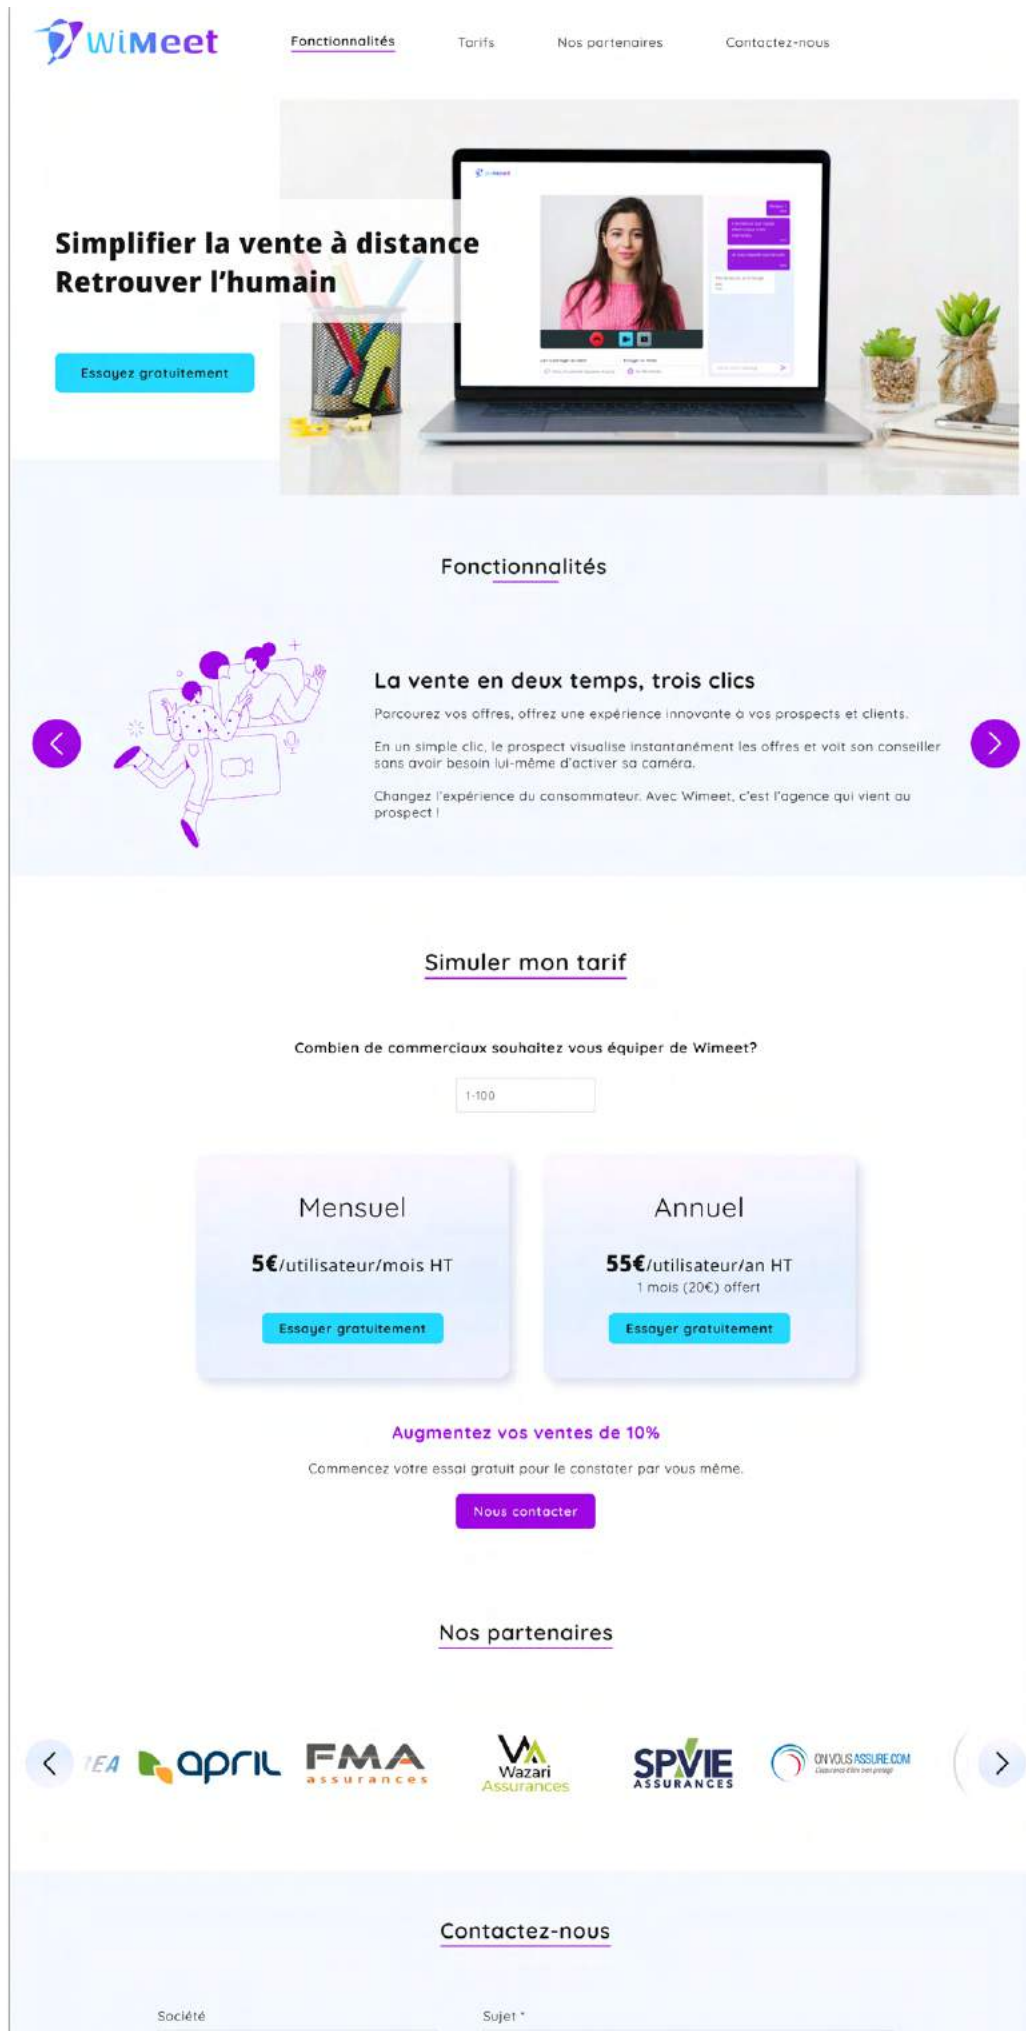 WiMeet
Fonctionnalités
Tarifs
Nos partenaires
Contactez-nous
Simplifier la vente à distance
Retrouver l'humain
Essayez gratuitement
Fonctionnalités
La vente en deux temps, trois clics
Parcourez vos offres, offrez une expérience innovante à vos prospects et clients.
En un simple clic, le prospect visualise instantanément les offres et voit son conseiller
sans avoir besoin lui-même d'activer sa caméra.
Changez l'expérience du consommateur. Avec Wimeet, c'est l'agence qui vient au
prospect !
Simuler mon tarif
Combien de commerciaux souhaitez vous équiper de Wimeet?
1-100
Mensuel
5€/utilisateur/mois HT
Essayer gratuitement
Annuel
55€/utilisateur/an HT
1 mois (20€) offert
Essayer gratuitement
Augmentez vos ventes de 10%
Commencez votre essai gratuit pour le constater par vous même.
Nous contacter
Nos partenaires
april
FMA
assurances
Wazari
Assurances
SPVIE
ASSURANCES
ON VOUS ASSURE.COM
Contactez-nous
Société
Sujet *